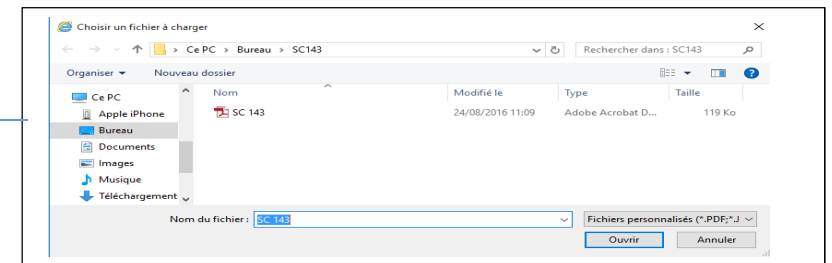 Choisir un fichier à charger
Ce PC > Bureau > SC143
Rechercher dans : SC143
Organiser Nouveau dossier
Nom Modifié le Type Taille
Ce PC
Apple iPhone
SC 143 24/08/2016 11:09 Adobe Acrobat D... 119 Ko
Bureau
Documents
Images
Musique
Téléchargement
Nom du fichier : SC 143 Fichiers personnalisés (*.PDF;*.J
Ouvrir Annuler